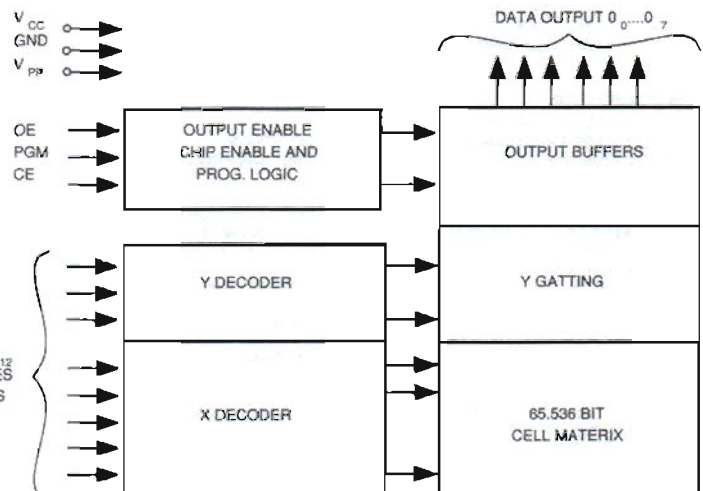 V CC
GND
V PP
DATA OUTPUT 0 0....0 7
OE
PGM
CE
OUTPUT ENABLE
CHIP ENABLE AND
PROG. LOGIC
OUTPUT BUFFERS
Y DECODER
Y GATTING
12
X DECODER
65.536 BIT
CELL MATERIX